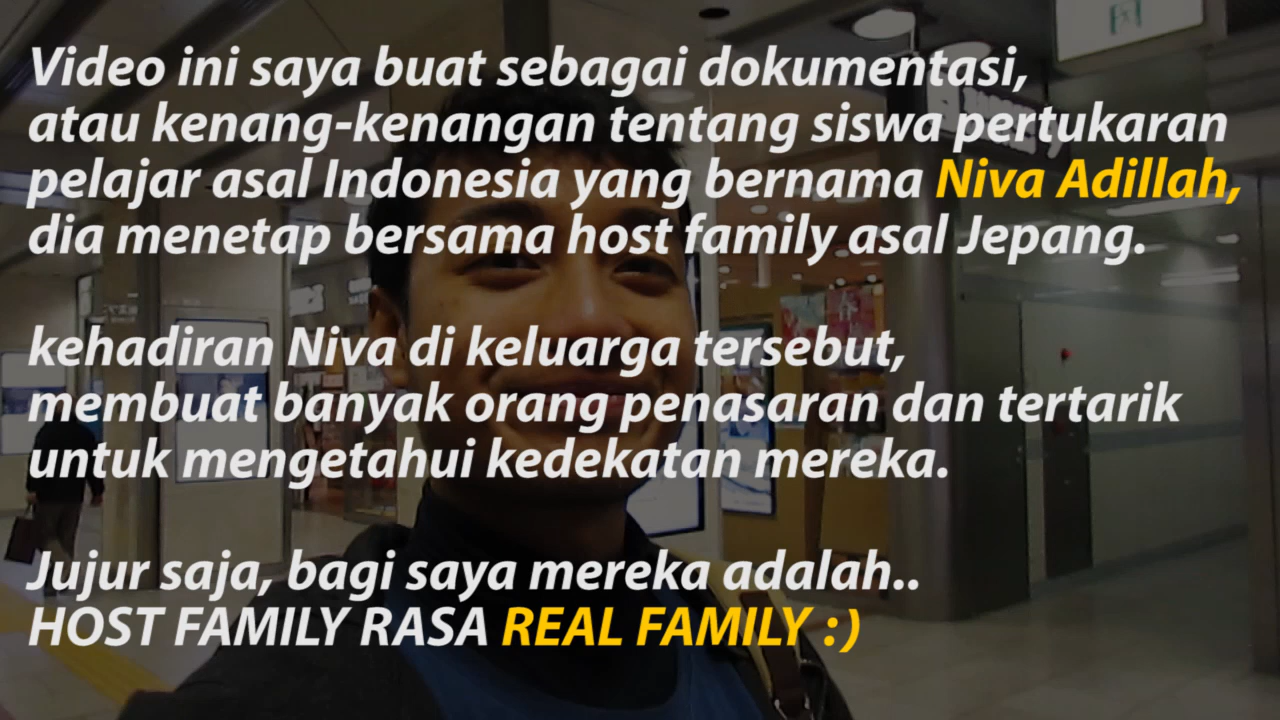 Video ini saya buat sebagai dokumentasi,
atau kenang-kenangan tentang siswa pertukaran
pelajar asal Indonesia yang bernama Niva Adillah,
dia menetap bersama host family asal Jepang.
kehadiran Niva di keluarga tersebut,
membuat banyak orang penasaran dan tertarik
untuk mengetahui kedekatan mereka.
Jujur saja, bagi saya mereka adalah..
HOST FAMILY RASA REAL FAMILY :)